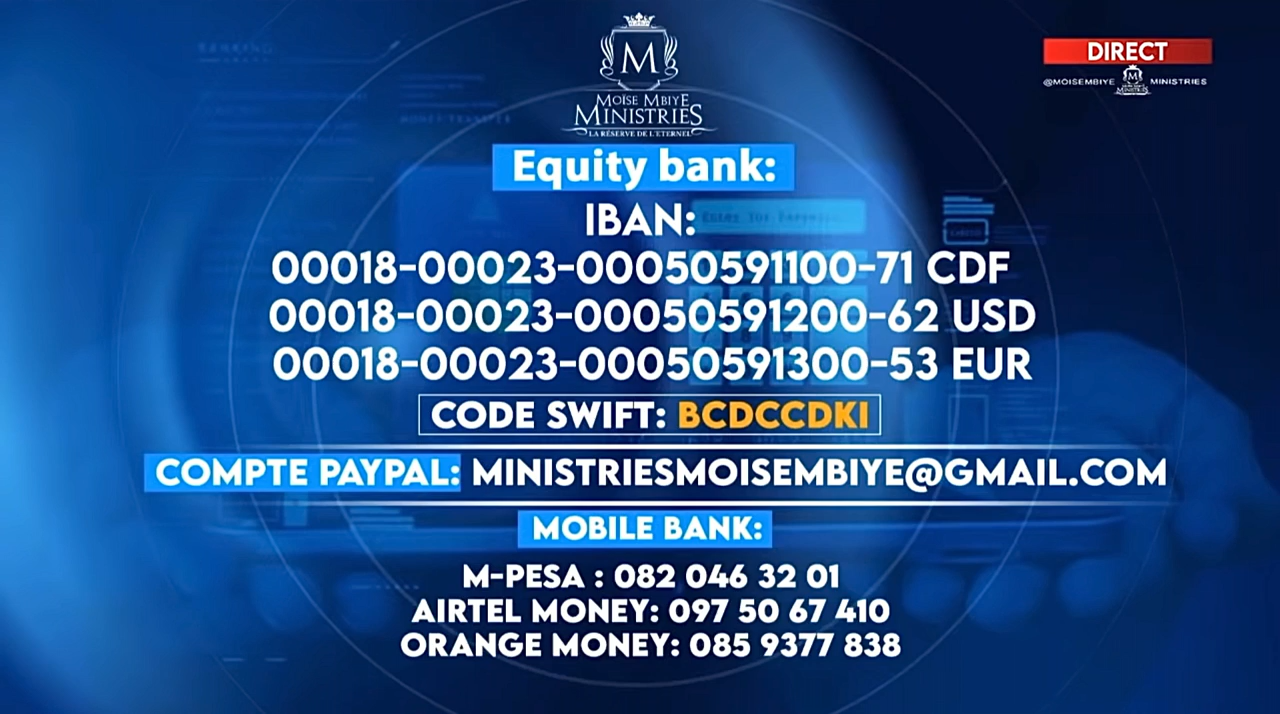 M
MOÏSE MBIYE
MINISTRIES
LA RÉSERVE DE L'ETERNEL
DIRECT
@MOISEMBIYE M MINISTRIES
Equity bank:
IBAN:
00018-00023-00050591100-71 CDF
00018-00023-00050591200-62 USD
00018-00023-00050591300-53 EUR
CODE SWIFT: BCDCCDKI
COMPTE PAYPAL: MINISTRIESMOISEMBIYE@GMAIL.COM
MOBILE BANK:
M-PESA : 082 046 32 01
AIRTEL MONEY: 097 50 67 410
ORANGE MONEY: 085 9377 838